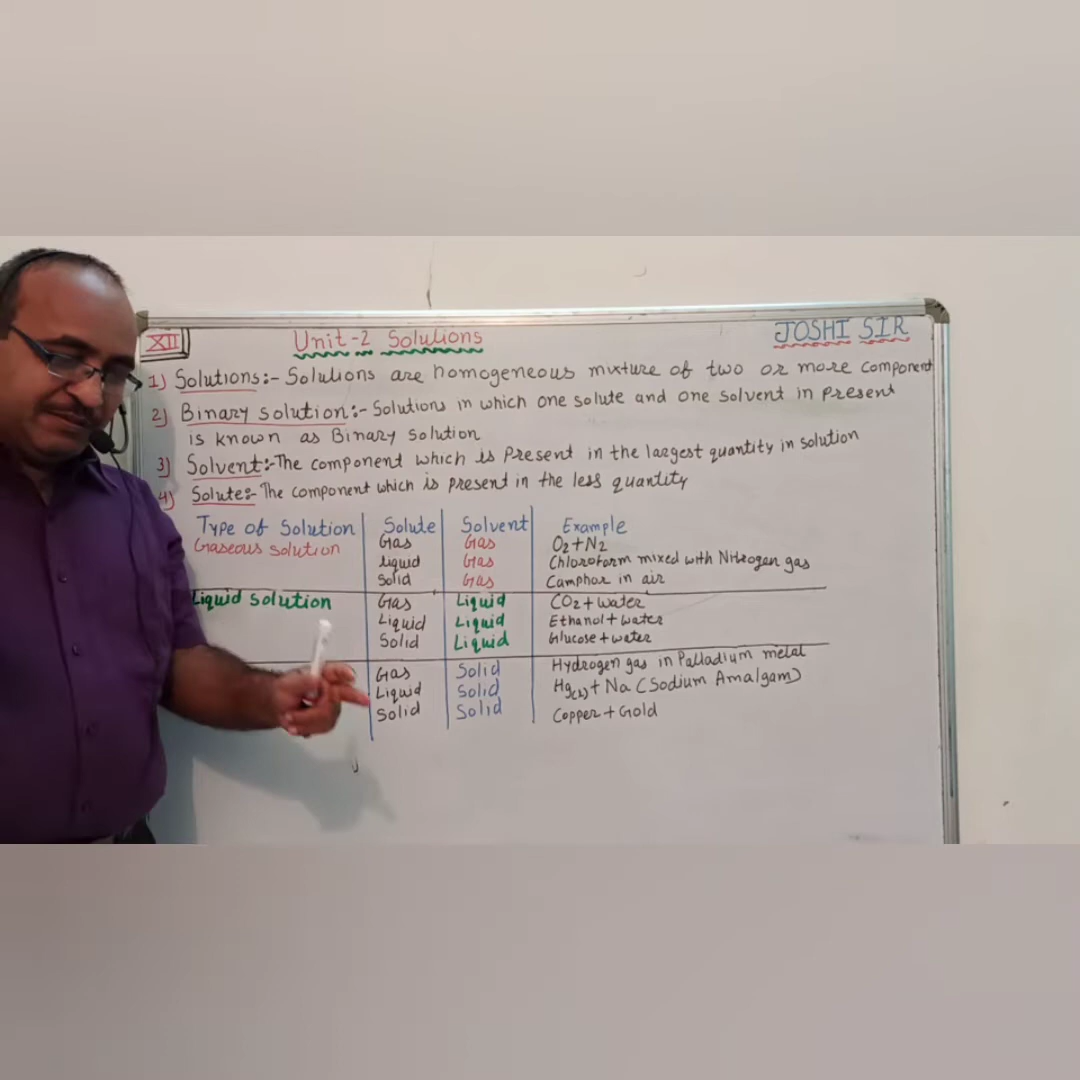 XII Unit-2 Solutions JOSHI SIR
1) Solutions:- Solutions are homogeneous mixture of two or more component
2) Binary solution:- Solutions in which one solute and one solvent in present
is known as Binary solution
3) Solvent:- The component which is present in the largest quantity in solution
4) Solute:- The component which is present in the less quantity
Type of Solution Solute Solvent Example
Gaseous solution Gas Gas O2+N2
Liquid Gas Chloroform mixed with Nitrogen gas
Solid Gas Camphor in air
Liquid Solution Gas Liquid CO2+water
Liquid Liquid Ethanol+water
Solid Liquid Glucose+water
Gas Solid Hydrogen gas in Palladium metal
Liquid Solid Hg(l)+Na (Sodium Amalgam)
Solid Solid Copper+Gold